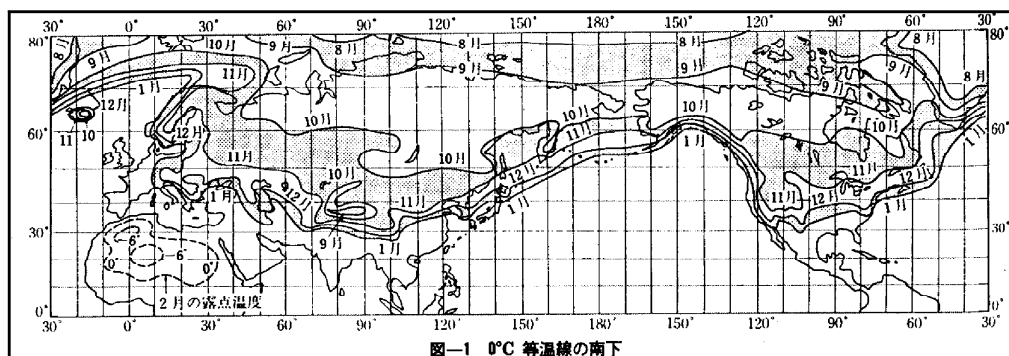 30° 0° 30° 60° 90° 120° 150° 180° 150° 120° 90° 60° 30°
80° 8月 9月 10月 9月 8月 8月 8月 8月 80°
9月 9月 9月 8月
1月 11月 11月 10月 9月
12月 10月 10月 10月
11 10
60° 12月 11月 60°
11月 10月 12月 1月 1月 11月 1月
10月 12月 11月 12月
1月 12月 11月 1月 1月
30° 9月 1月 30°
6°
-6°
0° 0°
2月の露点温度
0° 0°
30° 0° 30° 60° 90° 120° 150° 180° 150° 120° 90° 60° 30°
図—1 0°C 等温線の南下